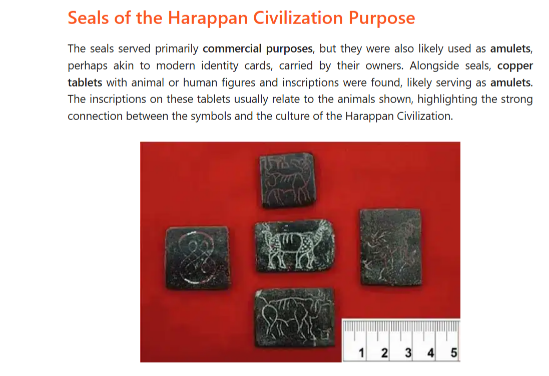 Seals of the Harappan Civilization Purpose
The seals served primarily commercial purposes, but they were also likely used as amulets,
perhaps akin to modern identity cards, carried by their owners. Alongside seals, copper
tablets with animal or human figures and inscriptions were found, likely serving as amulets.
The inscriptions on these tablets usually relate to the animals shown, highlighting the strong
connection between the symbols and the culture of the Harappan Civilization.
1 2 3 4 5